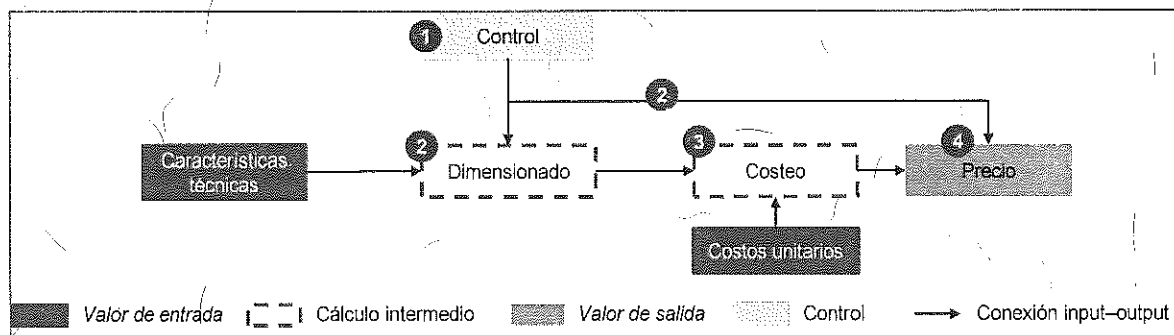 1 Control
2
2 3 4
Características técnicas Dimensionado Costeo Precio
Costos unitarios
Valor de entrada Cálculo intermedio Valor de salida Control Conexión input–output